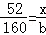 52/160 = x/b